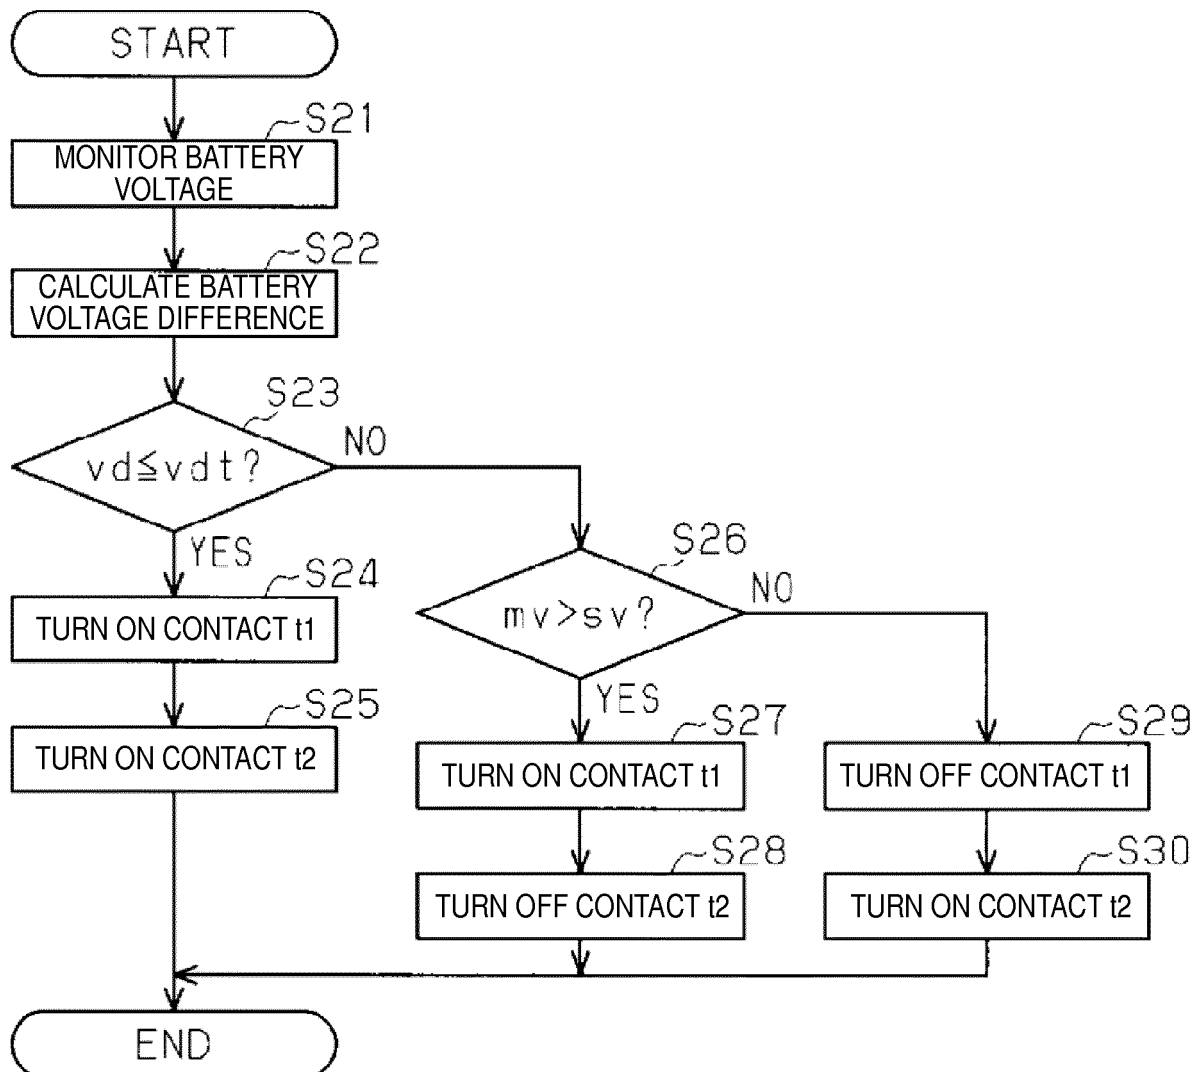 START
S21
MONITOR BATTERY
VOLTAGE
S22
CALCULATE BATTERY
VOLTAGE DIFFERENCE
S23
vd≦vdt?
NO
YES
S24
TURN ON CONTACT t1
S25
TURN ON CONTACT t2
S26
mv>sv?
NO
YES
S27
TURN ON CONTACT t1
S28
TURN OFF CONTACT t2
S29
TURN OFF CONTACT t1
S30
TURN ON CONTACT t2
END